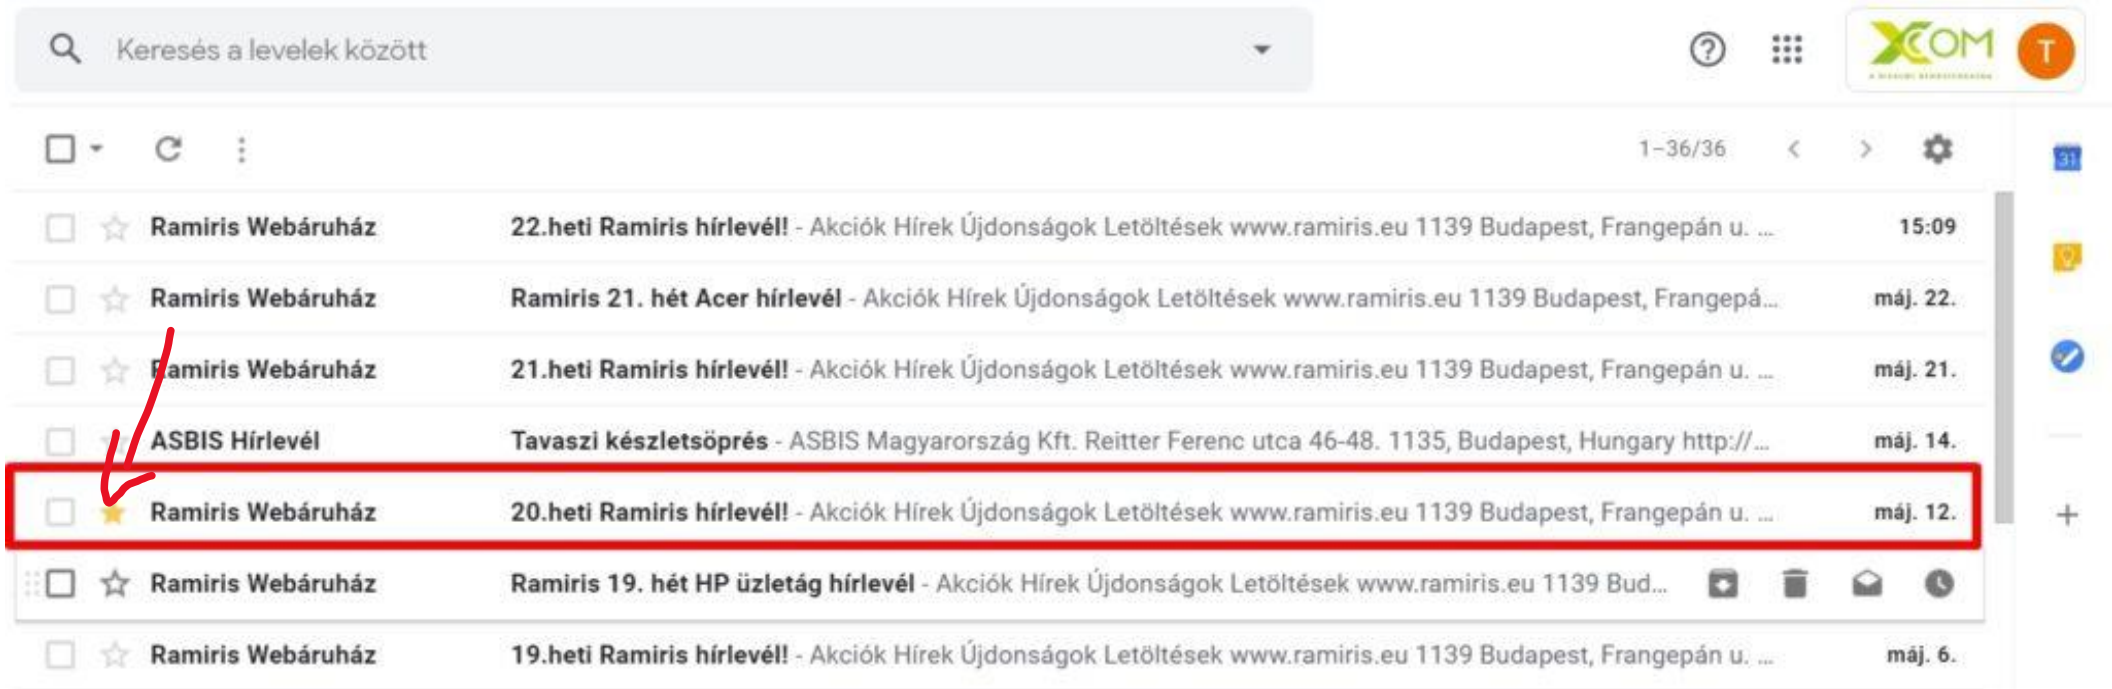 Keresés a levelek között
XCOM T
1–36/36
31
Ramiris Webáruház 22.heti Ramiris hírlevél! - Akciók Hírek Újdonságok Letöltések www.ramiris.eu 1139 Budapest, Frangepán u. ... 15:09
Ramiris Webáruház Ramiris 21. hét Acer hírlevél - Akciók Hírek Újdonságok Letöltések www.ramiris.eu 1139 Budapest, Frangepá... máj. 22.
Ramiris Webáruház 21.heti Ramiris hírlevél! - Akciók Hírek Újdonságok Letöltések www.ramiris.eu 1139 Budapest, Frangepán u. ... máj. 21.
ASBIS Hírlevél Tavaszi készletsöprés - ASBIS Magyarország Kft. Reitter Ferenc utca 46-48. 1135, Budapest, Hungary http://... máj. 14.
Ramiris Webáruház 20.heti Ramiris hírlevél! - Akciók Hírek Újdonságok Letöltések www.ramiris.eu 1139 Budapest, Frangepán u. ... máj. 12.
Ramiris Webáruház Ramiris 19. hét HP üzletág hírlevél - Akciók Hírek Újdonságok Letöltések www.ramiris.eu 1139 Bud...
Ramiris Webáruház 19.heti Ramiris hírlevél! - Akciók Hírek Újdonságok Letöltések www.ramiris.eu 1139 Budapest, Frangepán u. ... máj. 6.